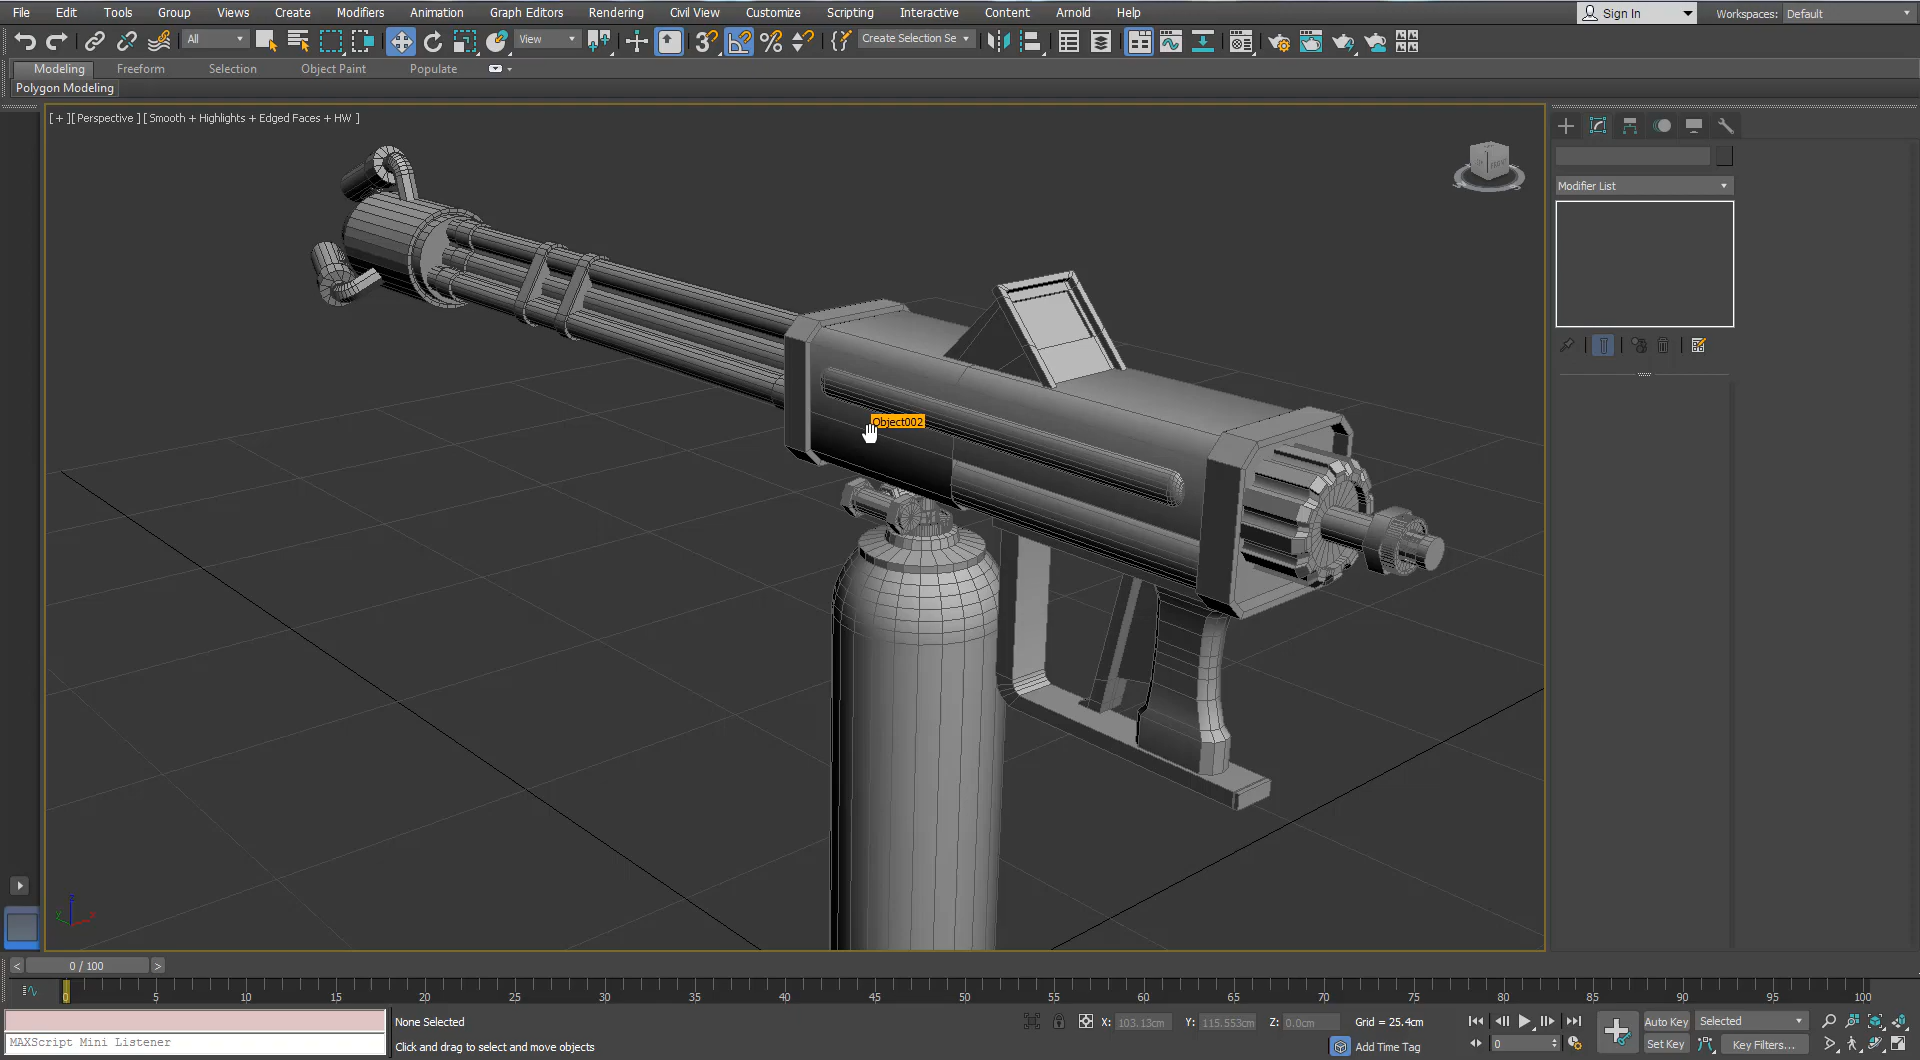 File Edit Tools Group Views Create Modifiers Animation Graph Editors Rendering Civil View Customize Scripting Interactive Content Arnold Help Sign In Workspaces: Default
All View Create Selection Se
Modeling Freeform Selection Object Paint Populate
Polygon Modeling
[ + ][ Perspective ] [ Smooth + Highlights + Edged Faces + HW ]
Modifier List
Object002
0 / 100
0 5 10 15 20 25 30 35 40 45 50 55 60 65 70 75 80 85 90 95 100
None Selected X: 103.13cm Y: 115.553cm Z: 0.0cm Grid = 25.4cm Auto Key Selected
MAXScript Mini Listener Click and drag to select and move objects Add Time Tag 0 Set Key Key Filters...